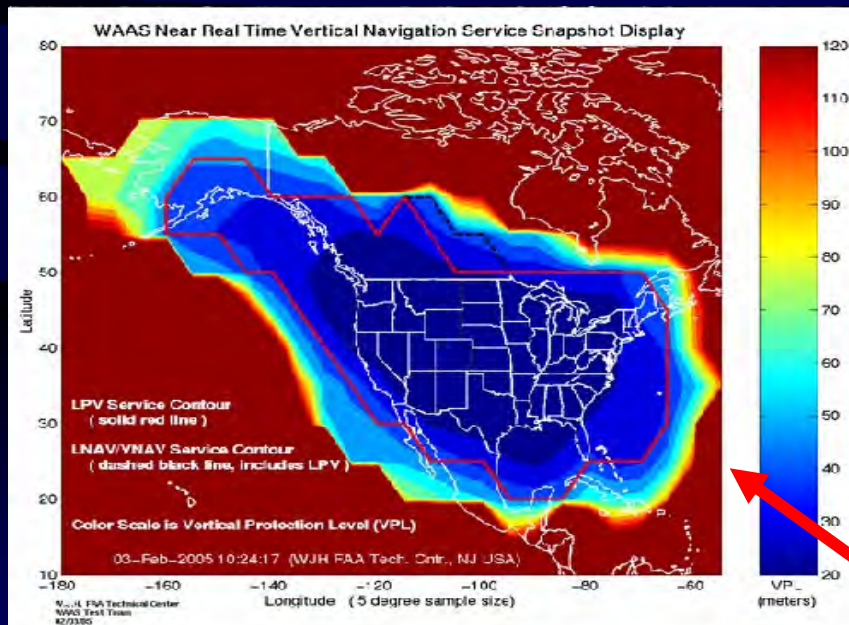 WAAS Near Real Time Vertical Navigation Service Snapshot Display
80
70
60
50
40
30
20
10
Latitude
LPV Service Contour
( solid red line )
LNAV/VNAV Service Contour
( dashed black line, includes LPV )
Color Scale is Vertical Protection Level (VPL)
03-Feb-2005 10:24:17 (WJH FAA Tech. Cntr., NJ USA)
-180 -160 -140 -120 -100 -80 -60
Longitude ( 5 degree sample size)
FAA Technical Center
WAAS Test Team
02/03/05
120
110
100
90
80
70
60
50
40
30
20
(meters)